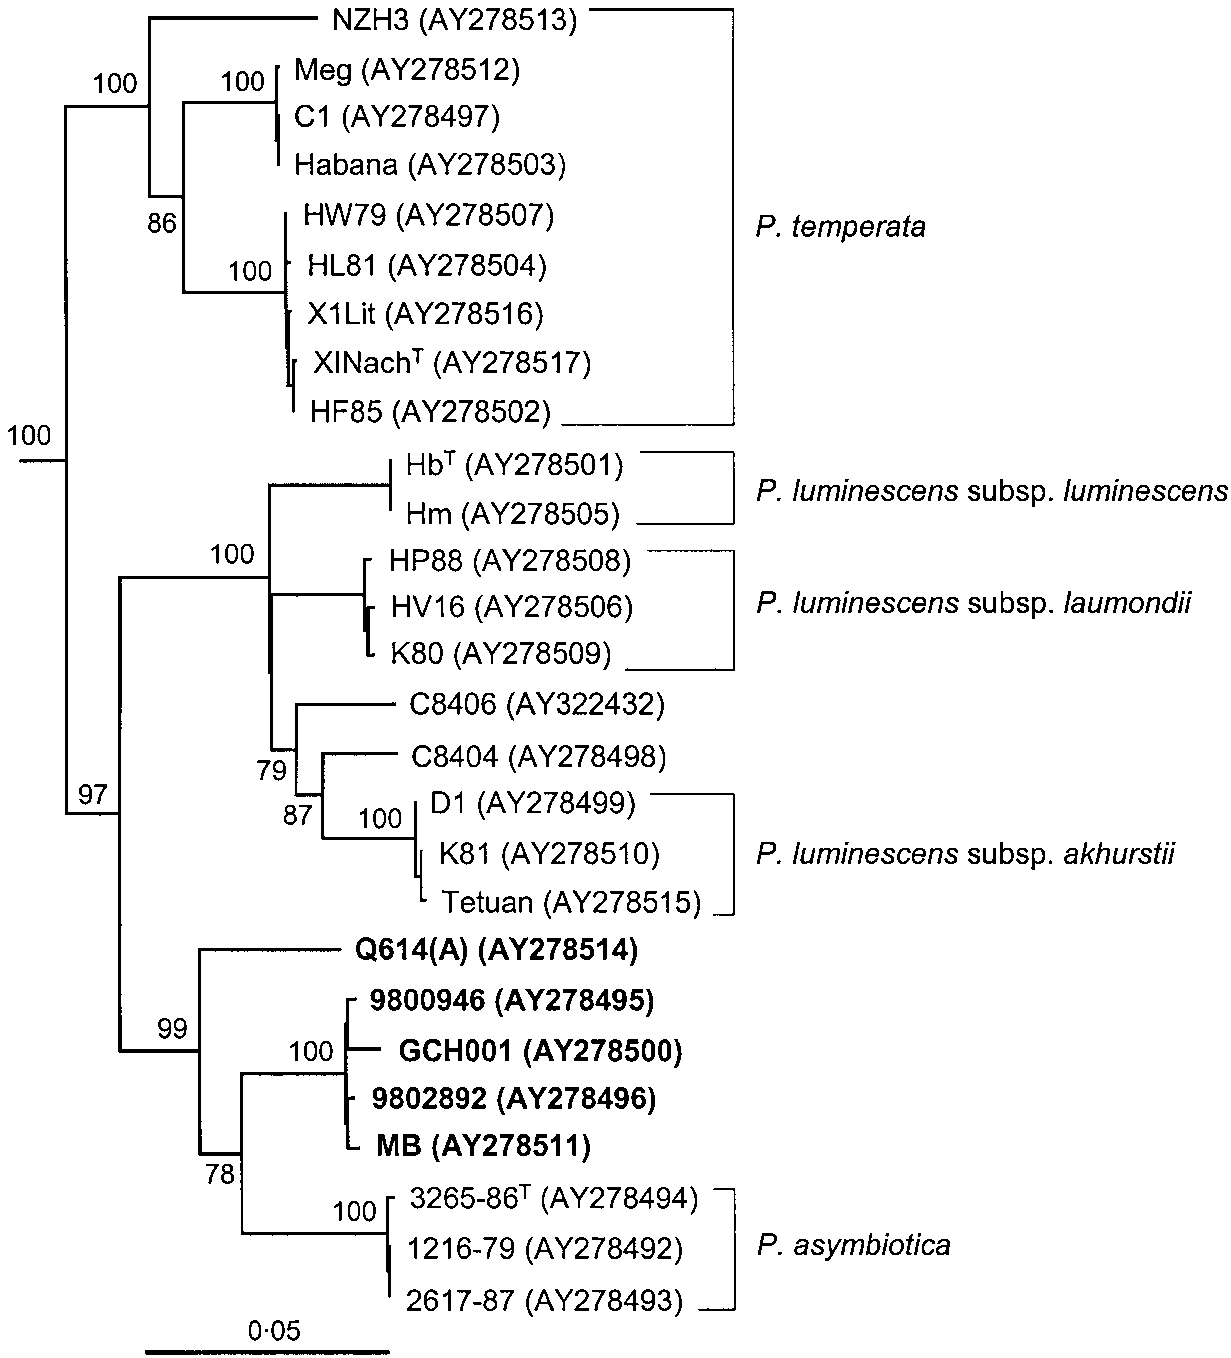 NZH3 (AY278513)
100
100
Meg (AY278512)
C1 (AY278497)
Habana (AY278503)
86
HW79 (AY278507)
P. temperata
100
HL81 (AY278504)
X1Lit (AY278516)
XINachᵀ (AY278517)
HF85 (AY278502)
100
Hbᵀ (AY278501)
P. luminescens subsp. luminescens
Hm (AY278505)
100
HP88 (AY278508)
HV16 (AY278506)
P. luminescens subsp. laumondii
K80 (AY278509)
C8406 (AY322432)
C8404 (AY278498)
79
97
D1 (AY278499)
87
100
K81 (AY278510)
P. luminescens subsp. akhurstii
Tetuan (AY278515)
Q614(A) (AY278514)
9800946 (AY278495)
99
100
GCH001 (AY278500)
9802892 (AY278496)
MB (AY278511)
78
3265-86ᵀ (AY278494)
100
1216-79 (AY278492)
P. asymbiotica
2617-87 (AY278493)
0·05